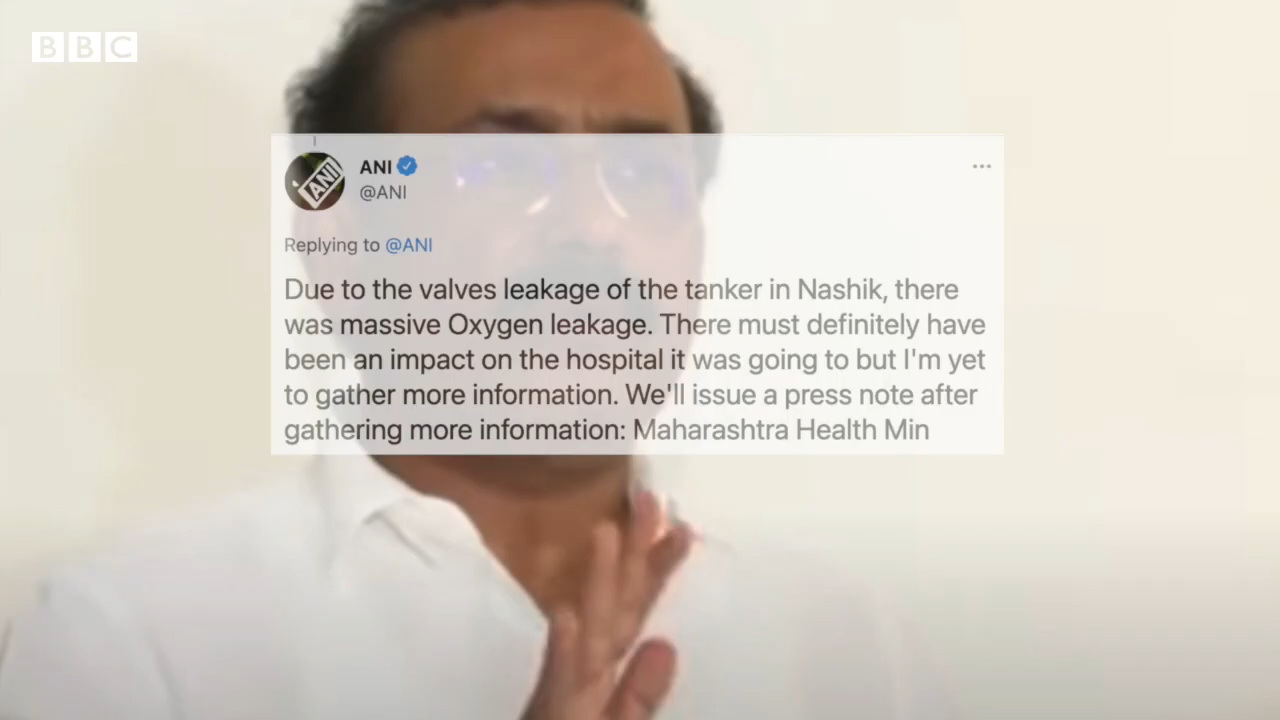 BBC
ANI
ANI
@ANI
Replying to @ANI
Due to the valves leakage of the tanker in Nashik, there
was massive Oxygen leakage. There must definitely have
been an impact on the hospital it was going to but I'm yet
to gather more information. We'll issue a press note after
gathering more information: Maharashtra Health Min